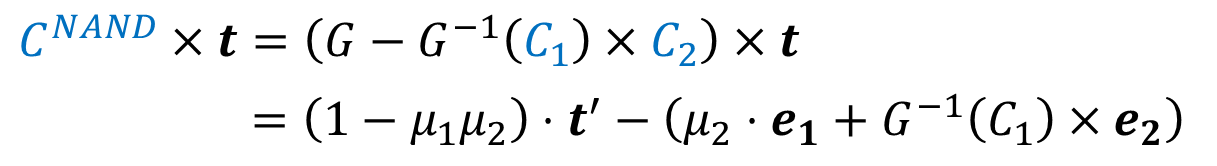 C^{NAND} × t = (G − G^{−1}(C_1) × C_2) × t
= (1 − μ_1μ_2) · t′ − (μ_2 · e_1 + G^{−1}(C_1) × e_2)